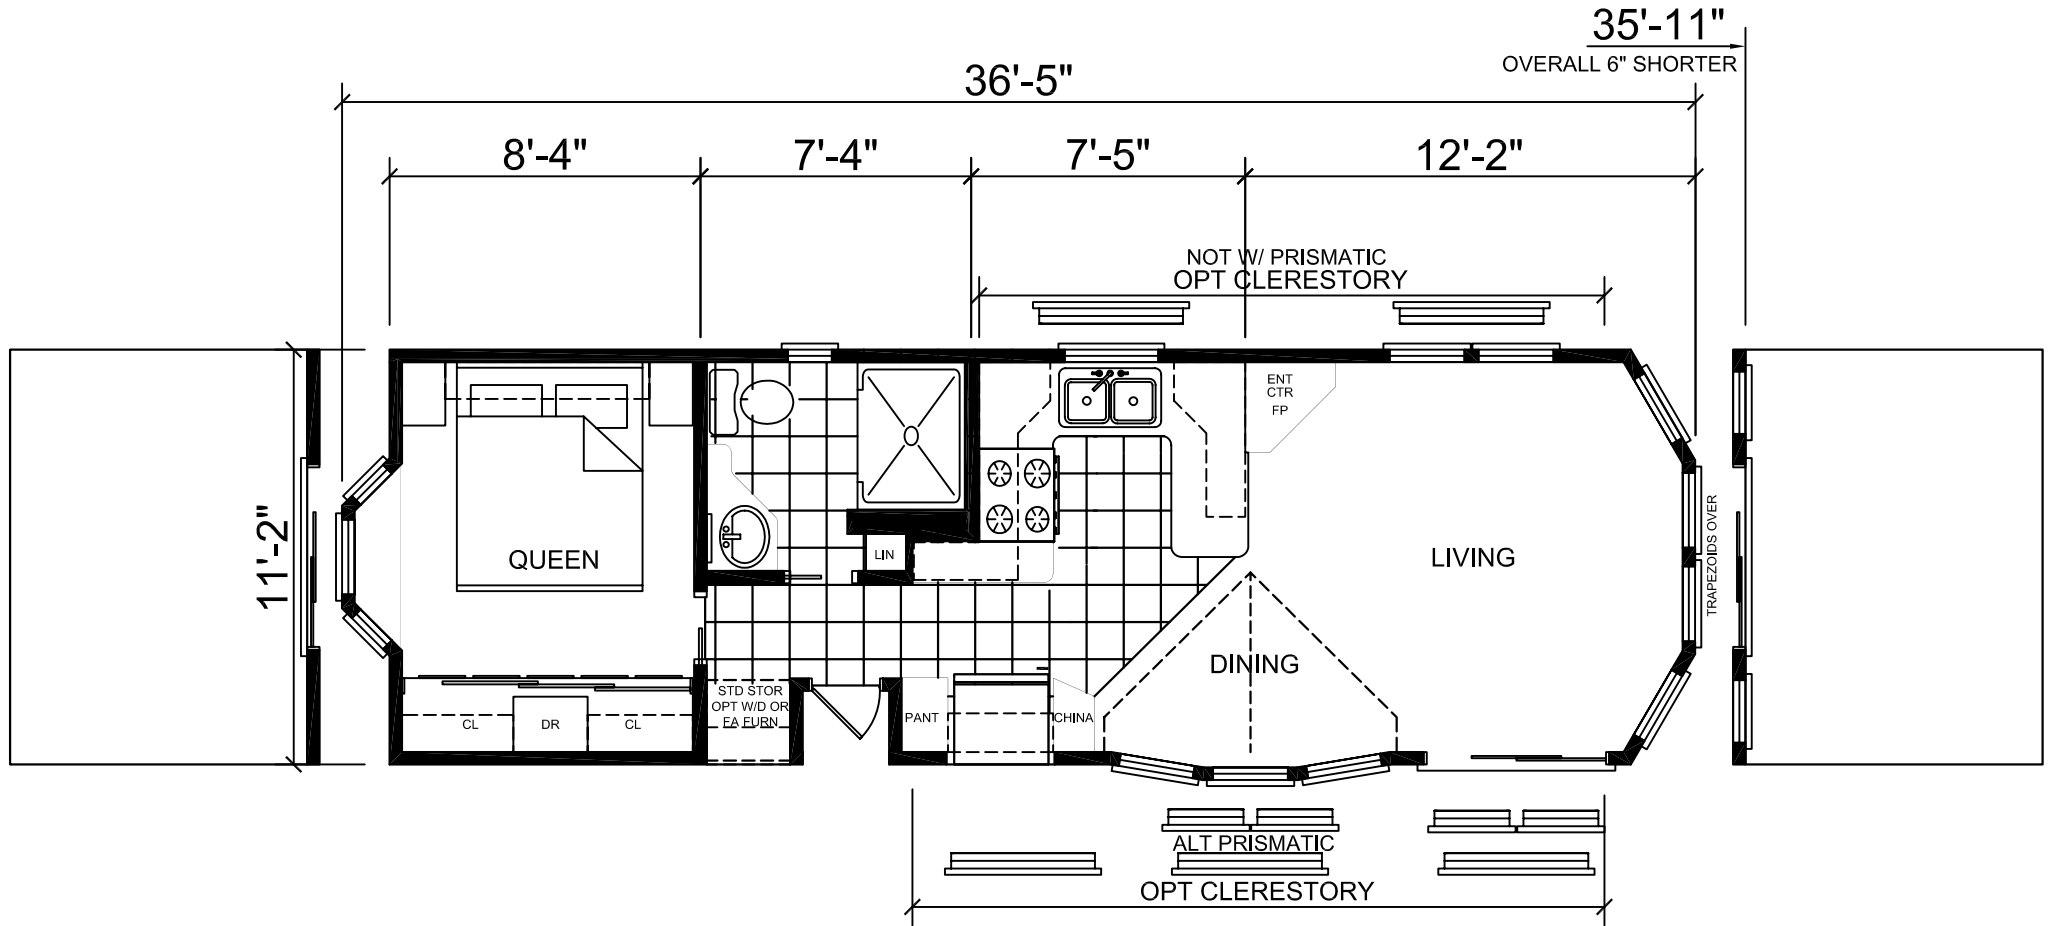 35'-11"
OVERALL 6" SHORTER
36'-5"
8'-4"
7'-4"
7'-5"
12'-2"
NOT W/ PRISMATIC
OPT CLERESTORY
ENT
CTR
FP
11'-2"
QUEEN
LIN
LIVING
TRAPEZOIDS OVER
DINING
STD STOR
OPT W/D OR
FA FURN
CL
DR
CL
PANT
CHINA
ALT PRISMATIC
OPT CLERESTORY